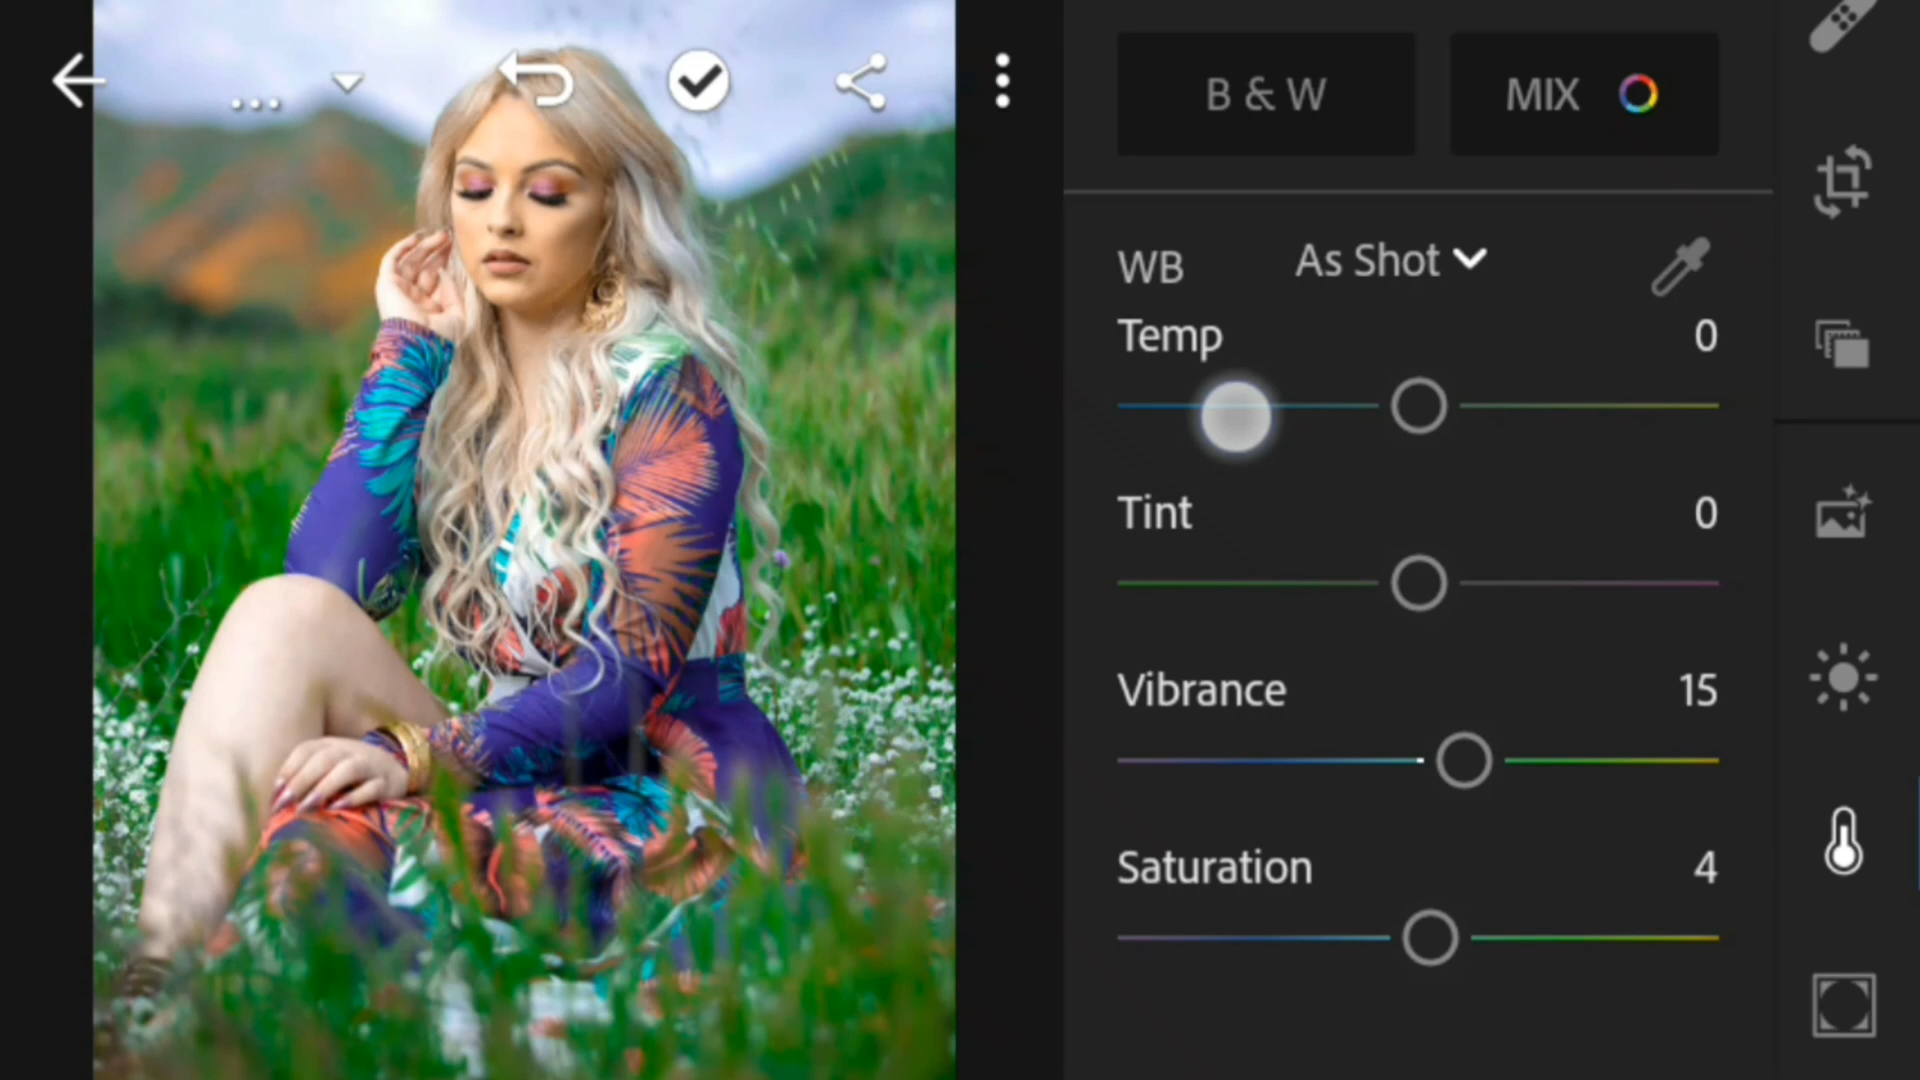 B & W
MIX
WB
As Shot
Temp
0
Tint
0
Vibrance
15
Saturation
4